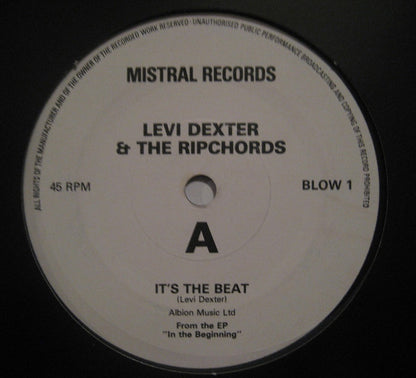 ALL RIGHTS OF THE MANUFACTURER AND OF THE OWNER OF THE RECORDED WORK RESERVED · UNAUTHORISED PUBLIC PERFORMANCE BROADCASTING AND COPYING OF THIS RECORD PROHIBITED
MISTRAL RECORDS
LEVI DEXTER
& THE RIPCHORDS
45 RPM
BLOW 1
A
IT'S THE BEAT
(Levi Dexter)
Albion Music Ltd
From the EP
"In the Beginning"